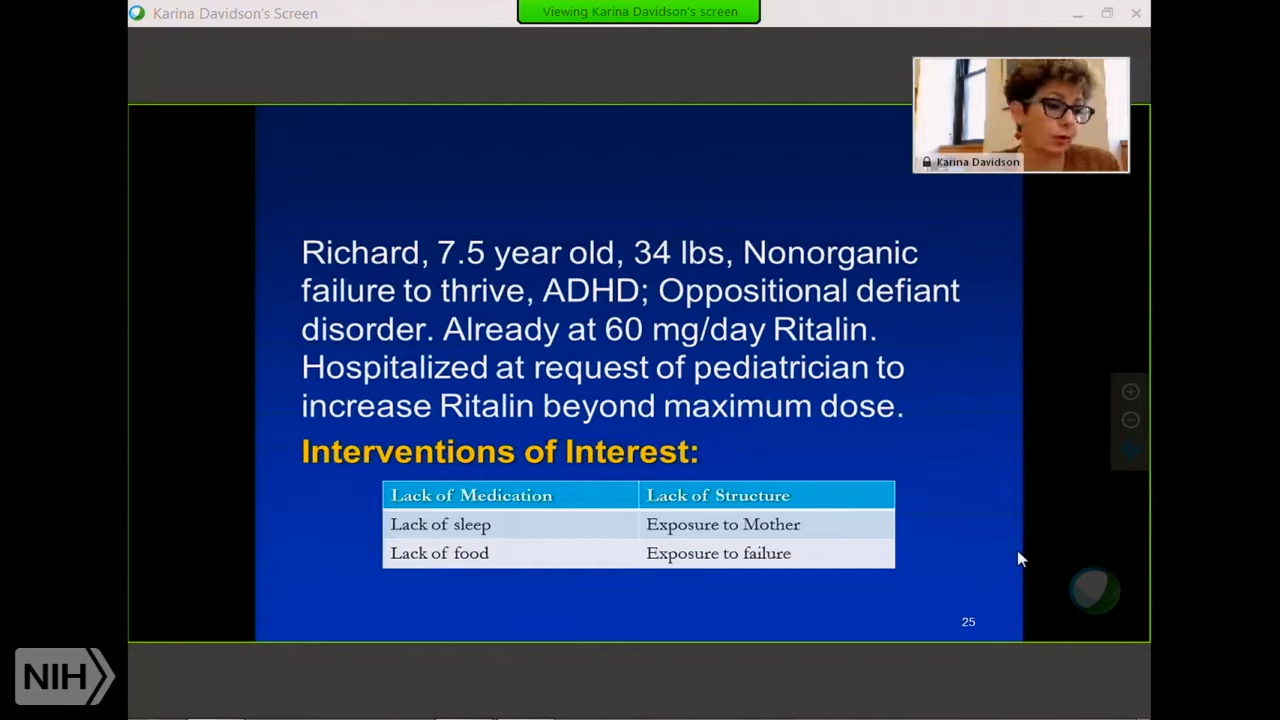 Karina Davidson's Screen
Viewing Karina Davidson's screen
Karina Davidson
Richard, 7.5 year old, 34 lbs, Nonorganic
failure to thrive, ADHD; Oppositional defiant
disorder. Already at 60 mg/day Ritalin.
Hospitalized at request of pediatrician to
increase Ritalin beyond maximum dose.
Interventions of Interest:
Lack of Medication Lack of Structure
Lack of sleep Exposure to Mother
Lack of food Exposure to failure
25
NIH